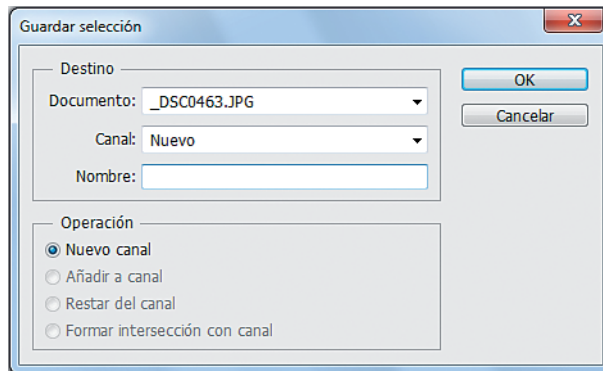 Guardar selección
Destino
Documento: _DSC0463.JPG
Canal: Nuevo
Nombre:
OK
Cancelar
Operación
Nuevo canal
Añadir a canal
Restar del canal
Formar intersección con canal